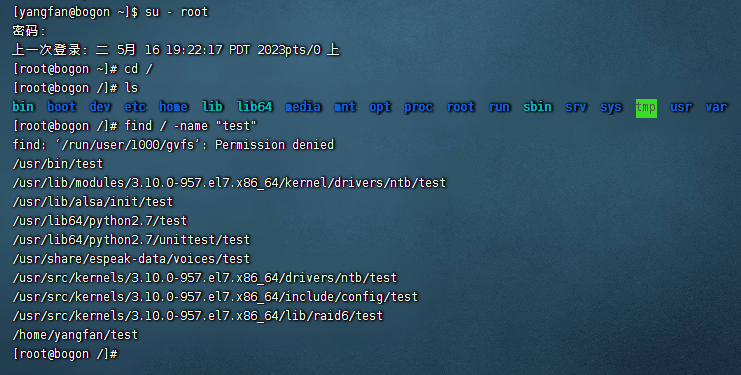 [yangfan@bogon ~]$ su - root
密码：
上一次登录：二 5月 16 19:22:17 PDT 2023pts/0 上
[root@bogon ~]# cd /
[root@bogon /]# ls
bin boot dev etc home lib lib64 media mnt opt proc root run sbin srv sys tmp usr var
[root@bogon /]# find / -name "test"
find: ‘/run/user/1000/gvfs’: Permission denied
/usr/bin/test
/usr/lib/modules/3.10.0-957.el7.x86_64/kernel/drivers/ntb/test
/usr/lib/alsa/init/test
/usr/lib64/python2.7/test
/usr/lib64/python2.7/unittest/test
/usr/share/espeak-data/voices/test
/usr/src/kernels/3.10.0-957.el7.x86_64/drivers/ntb/test
/usr/src/kernels/3.10.0-957.el7.x86_64/include/config/test
/usr/src/kernels/3.10.0-957.el7.x86_64/lib/raid6/test
/home/yangfan/test
[root@bogon /]#